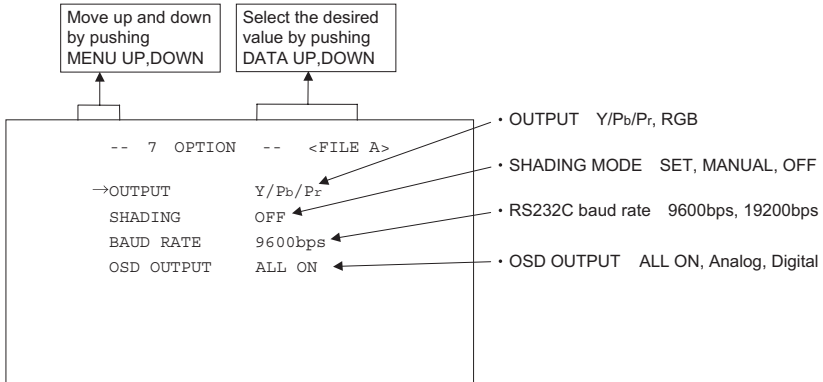 Move up and down
by pushing
MENU UP,DOWN
Select the desired
value by pushing
DATA UP,DOWN
-- 7 OPTION -- <FILE A>
→OUTPUT Y/Pb/Pr
SHADING OFF
BAUD RATE 9600bps
OSD OUTPUT ALL ON
・OUTPUT Y/Pb/Pr, RGB
・SHADING MODE SET, MANUAL, OFF
・RS232C baud rate 9600bps, 19200bps
・OSD OUTPUT ALL ON, Analog, Digital